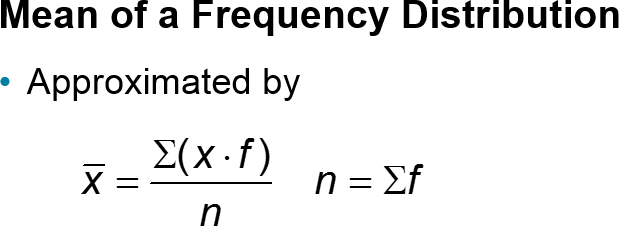 Mean of a Frequency Distribution
• Approximated by
x̄ = Σ(x · f) / n    n = Σf